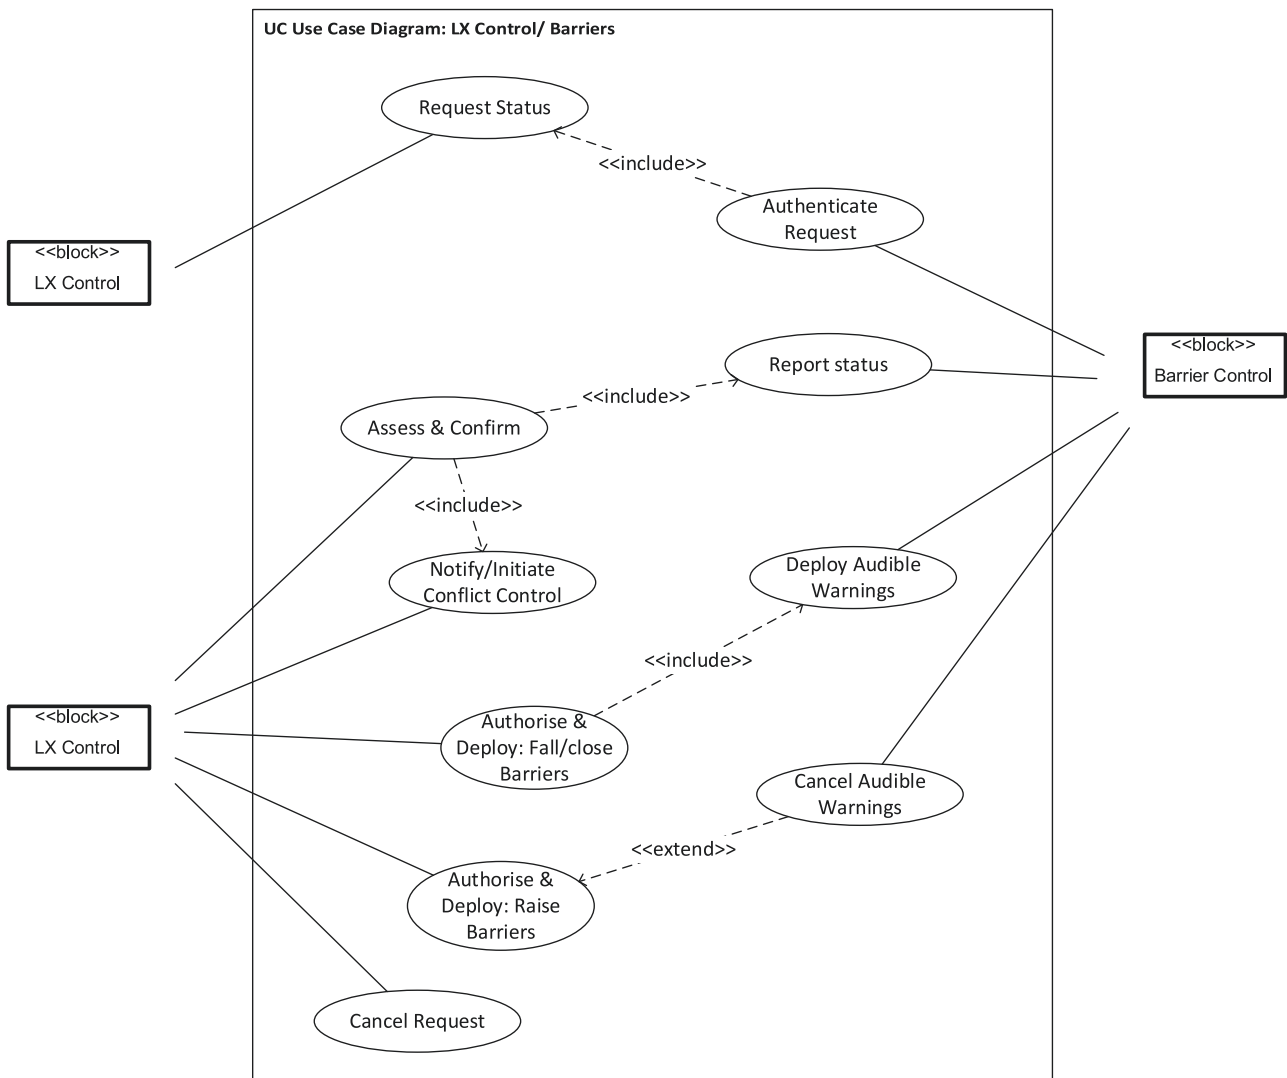 UC Use Case Diagram: LX Control/ Barriers
Request Status
<<include>>
Authenticate
Request
<<block>>
LX Control
<<block>>
Barrier Control
Report status
<<include>>
Assess & Confirm
<<include>>
Notify/Initiate
Conflict Control
Deploy Audible
Warnings
<<include>>
<<block>>
LX Control
Authorise &
Deploy: Fall/close
Barriers
Cancel Audible
Warnings
<<extend>>
Authorise &
Deploy: Raise
Barriers
Cancel Request